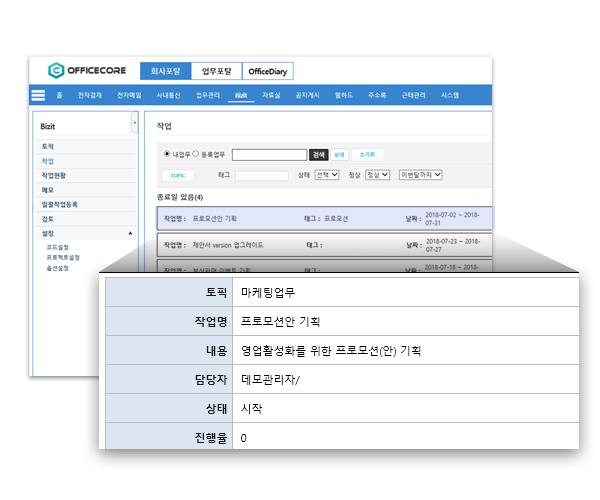 OFFICECORE 회사포탈 업무포탈 OfficeDiary
홈 전자결재 전자메일 사내통신 업무관리 Bizit 자료실 공지게시 웹하드 주소록 근태관리 시스템
Bizit
토픽
작업
작업현황
메모
일괄작업등록
검토
설정
코드설정
프로젝트설정
옵션설정
작업
내업무 등록업무 검색 상세 초기화
TOPIC 태그 상태 선택 정상 정상 이번달까지
종료일 있음(4)
작업명 : 프로모션안 기획 태그 : 프로모션 날짜 : 2018-07-02 ~ 2018-07-31
작업명 : 제안서 version 업그레이드 태그 : 날짜 : 2018-07-23 ~ 2018-07-27
작업명 : 태그 : 날짜 : 2018-07-18 ~ 2018-
토픽 마케팅업무
작업명 프로모션안 기획
내용 영업활성화를 위한 프로모션(안) 기획
담당자 데모관리자/
상태 시작
진행율 0